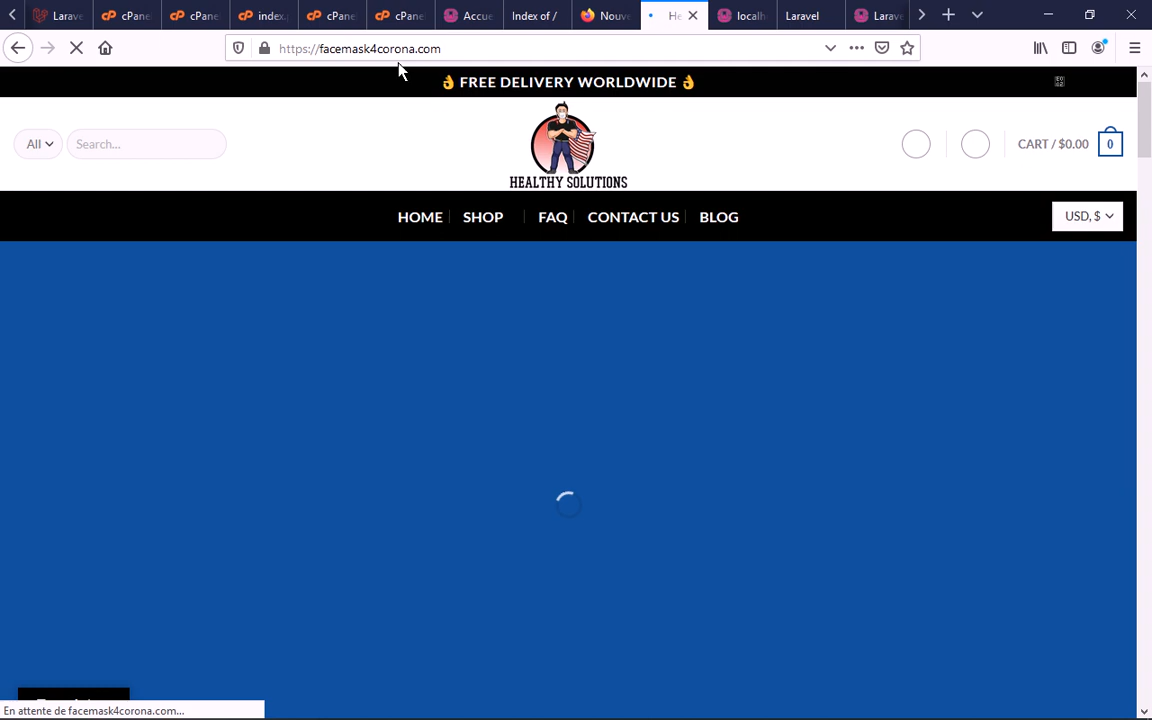 Larave
cPane
cPane
index.
cPane
cPane
Accue
Index of /
Nouve
He
localh
Laravel
Larave
https://facemask4corona.com
👌 FREE DELIVERY WORLDWIDE 👌
All
Search...
HEALTHY SOLUTIONS
CART / $0.00
0
HOME
SHOP
FAQ
CONTACT US
BLOG
USD, $
En attente de facemask4corona.com...